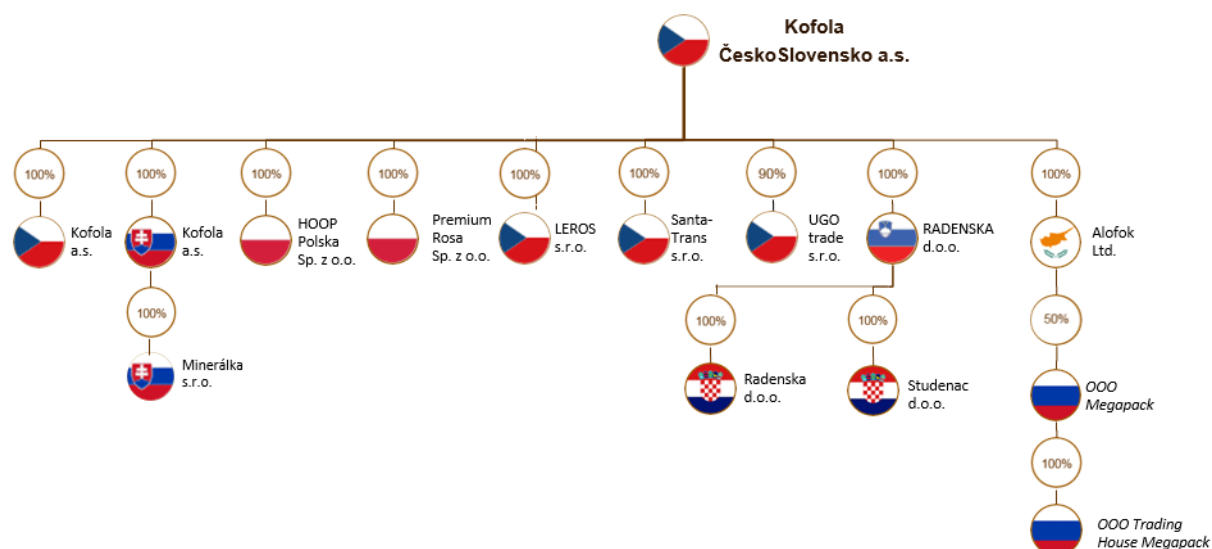 Kofola
ČeskoSlovensko a.s.
100%
100%
100%
100%
100%
100%
90%
100%
100%
Kofola
a.s.
Kofola
a.s.
HOOP
Polska
Sp. z o.o.
Premium
Rosa
Sp. z o.o.
LEROS
s.r.o.
Santa-
Trans
s.r.o.
UGO
trade
s.r.o.
RADENSKA
d.o.o.
Alofok
Ltd.
100%
100%
100%
50%
Minerálka
s.r.o.
Radenska
d.o.o.
Studenac
d.o.o.
OOO
Megapack
100%
OOO Trading
House Megapack